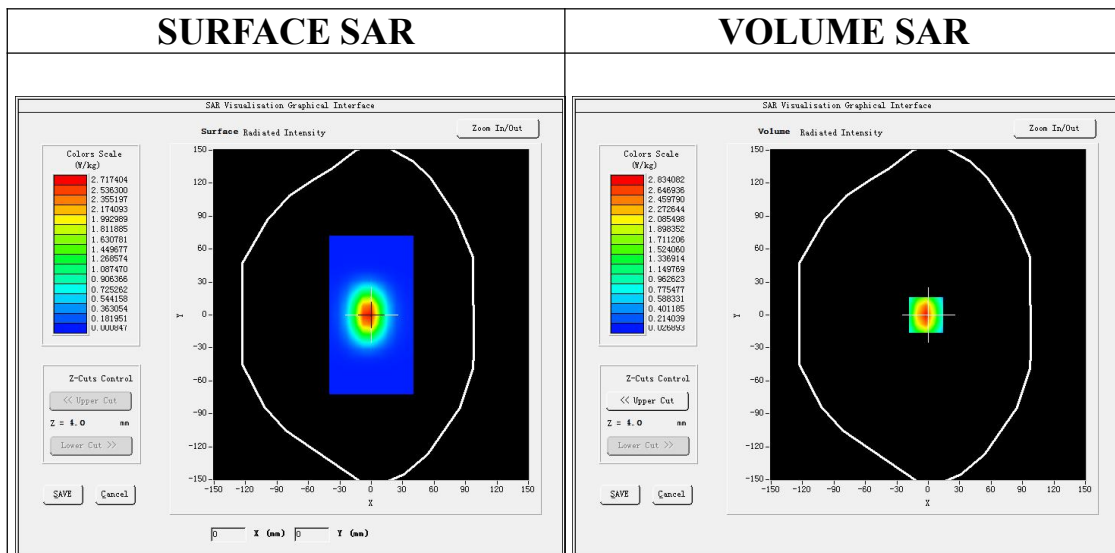 SURFACE SAR
VOLUME SAR
SAR Visualisation Graphical Interface
Surface Radiated Intensity
Zoom In/Out
Colors Scale
(W/kg)
2.717404
2.536300
2.355197
2.174093
1.992989
1.811885
1.630781
1.449677
1.268574
1.087470
0.906366
0.725262
0.544158
0.363054
0.181951
0.000847
150
120
90
60
30
0
-30
-60
-90
-120
-150
Y
-150 -120 -90 -60 -30 0 30 60 90 120 150
X
Z-Cuts Control
<< Upper Cut
Z = 4.0 mm
Lower Cut >>
SAVE Cancel
0 X (mm) 0 Y (mm)
SAR Visualisation Graphical Interface
Volume Radiated Intensity
Zoom In/Out
Colors Scale
(W/kg)
2.834082
2.646936
2.459790
2.272644
2.085498
1.898352
1.711206
1.524060
1.336914
1.149769
0.962623
0.775477
0.588331
0.401185
0.214039
0.026893
150
120
90
60
30
0
-30
-60
-90
-120
-150
Y
-150 -120 -90 -60 -30 0 30 60 90 120 150
X
Z-Cuts Control
<< Upper Cut
Z = 4.0 mm
Lower Cut >>
SAVE Cancel